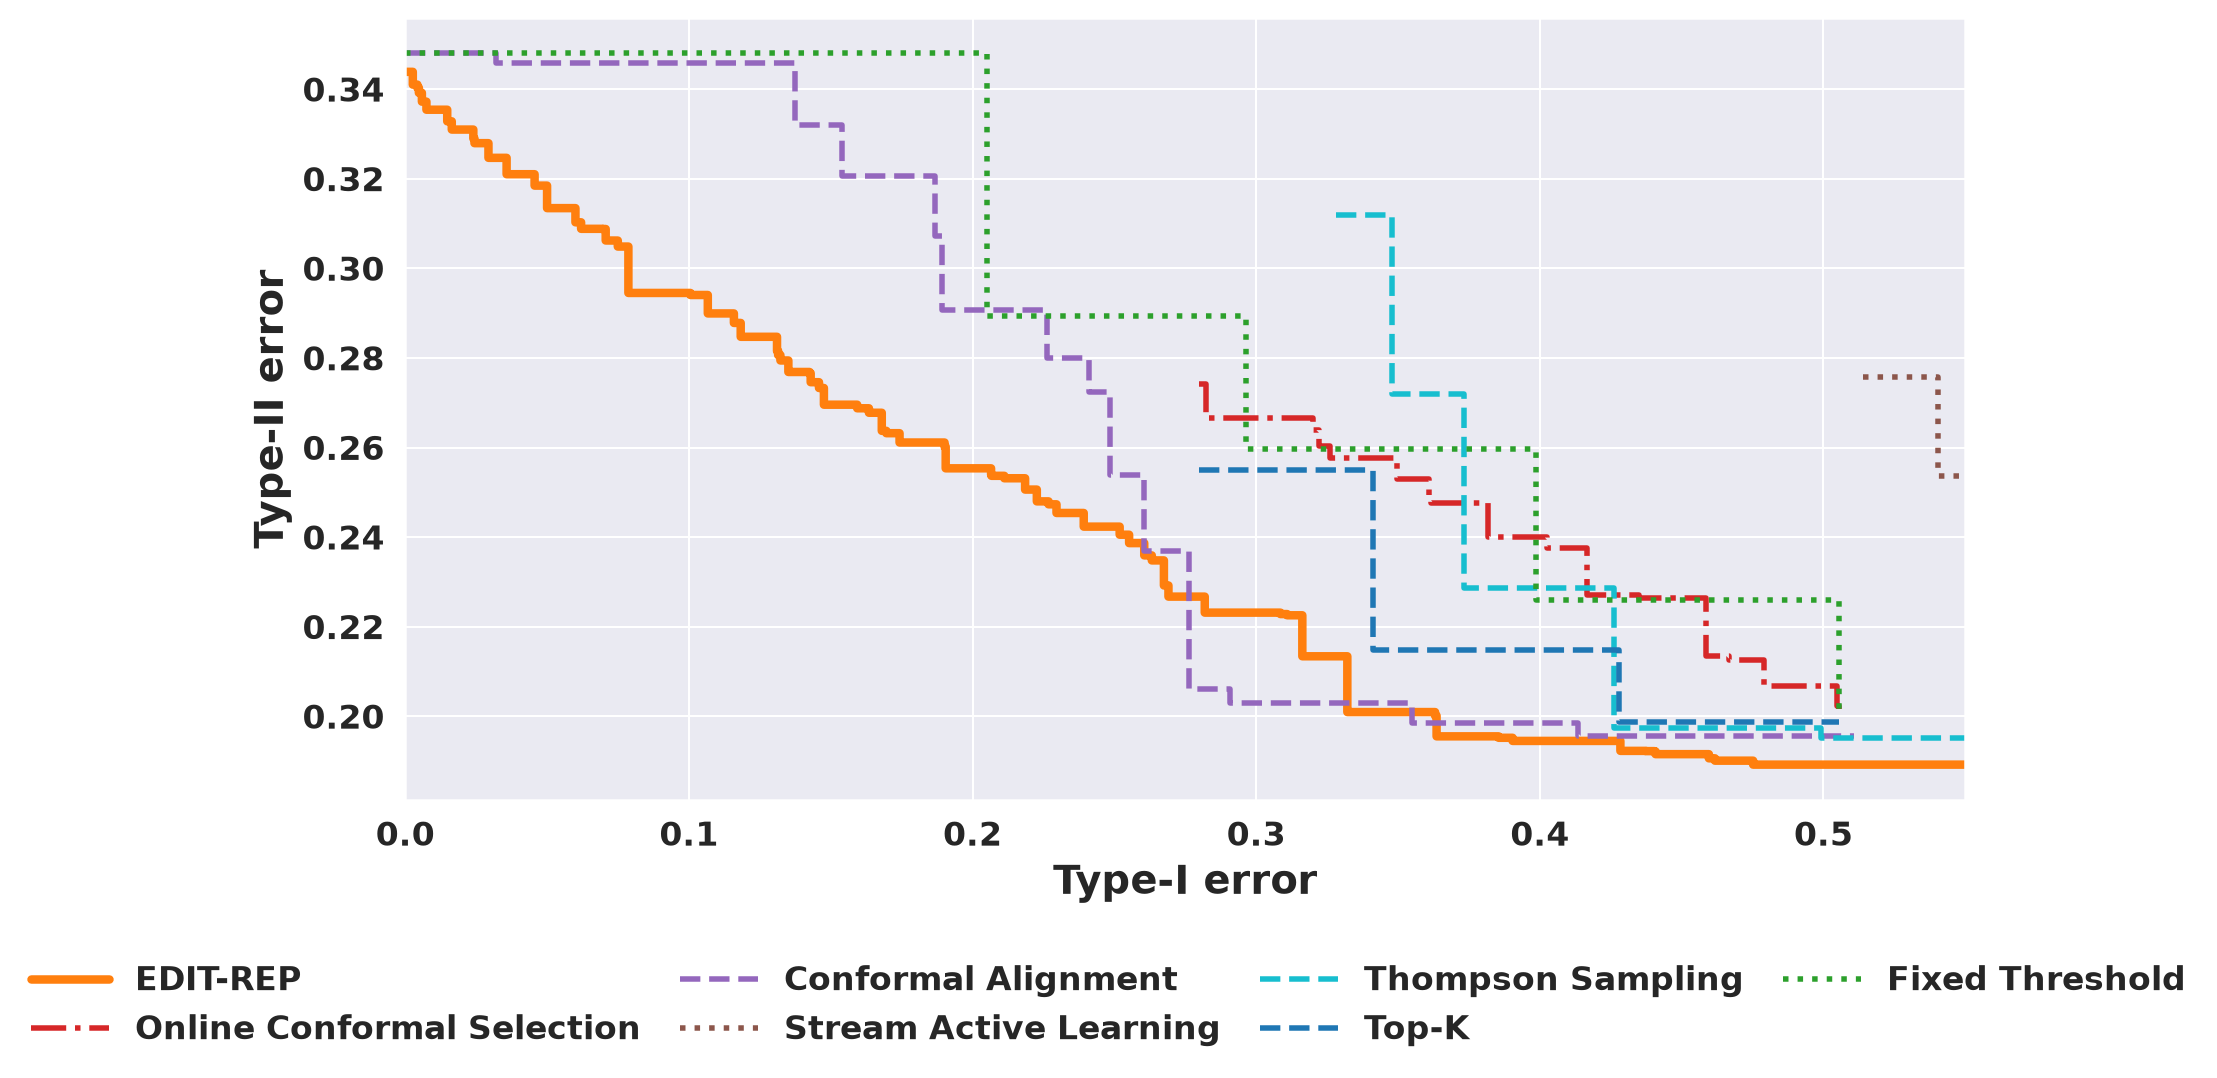 0.34
0.32
0.30
0.28
0.26
0.24
0.22
0.20
Type-II error
0.0 0.1 0.2 0.3 0.4 0.5
Type-I error
EDIT-REP Conformal Alignment Thompson Sampling Fixed Threshold
Online Conformal Selection Stream Active Learning Top-K